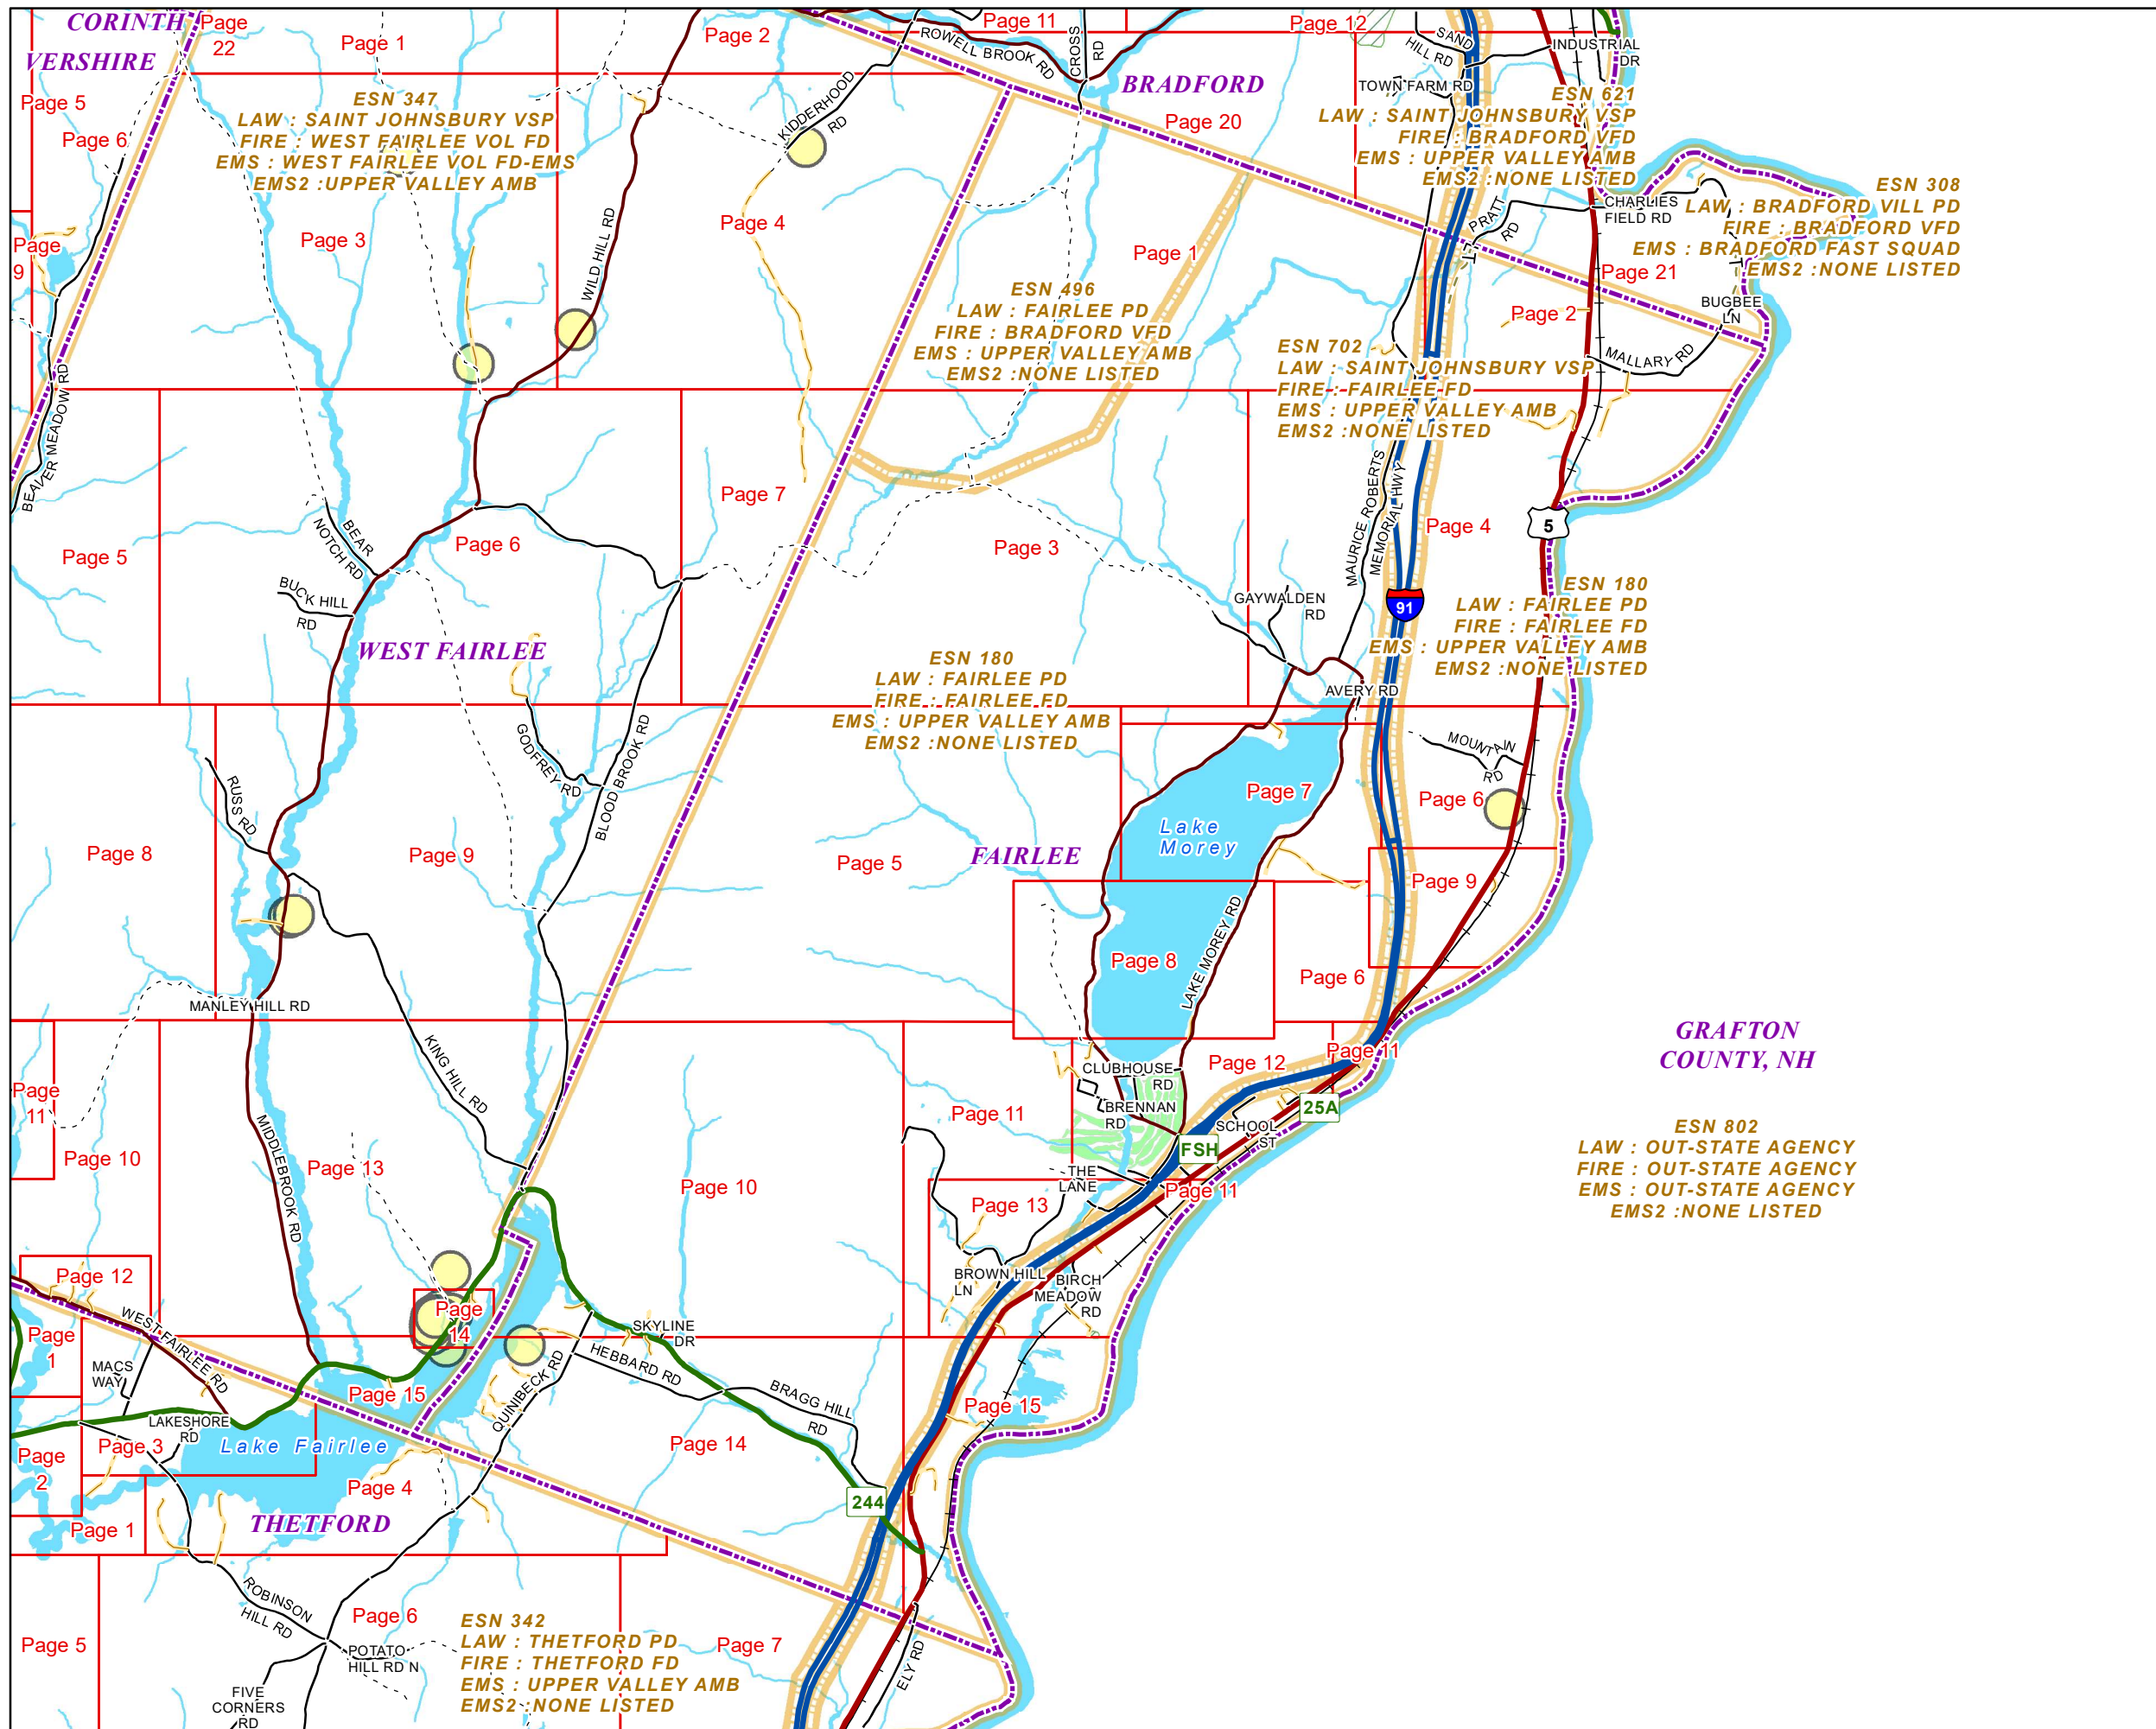 CORINTH
Page
22
Page 1
Page 2
Page 11
Page 12
VERSHIRE
ROWELL BROOK RD
CROSS
RD
SAND
HILL RD
INDUSTRIAL
DR
BRADFORD
TOWN FARM RD
Page 5
Page 6
ESN 347
LAW : SAINT JOHNSBURY VSP
FIRE : WEST FAIRLEE VOL FD
EMS : WEST FAIRLEE VOL FD-EMS
EMS2 :UPPER VALLEY AMB
KIDDERHOOD
RD
Page 20
ESN 621
LAW : SAINT JOHNSBURY VSP
FIRE : BRADFORD VFD
EMS : UPPER VALLEY AMB
EMS2 :NONE LISTED
ESN 308
LAW : BRADFORD VILL PD
FIRE : BRADFORD VFD
EMS : BRADFORD FAST SQUAD
EMS2 :NONE LISTED
CHARLIES
FIELD RD
PRATT
RD
Page
9
Page 3
WILD HILL RD
Page 4
Page 1
Page 21
BUGBEE
LN
Page 2
MALLARY RD
ESN 496
LAW : FAIRLEE PD
FIRE : BRADFORD VFD
EMS : UPPER VALLEY AMB
EMS2 :NONE LISTED
ESN 702
LAW : SAINT JOHNSBURY VSP
FIRE : FAIRLEE FD
EMS : UPPER VALLEY AMB
EMS2 :NONE LISTED
BEAVER MEADOW RD
Page 7
MAURICE ROBERTS
MEMORIAL HWY
Page 4
5
Page 5
BEAR
NOTCH RD
Page 6
Page 3
BUCK HILL
RD
GAYWALDEN
RD
91
ESN 180
LAW : FAIRLEE PD
FIRE : FAIRLEE FD
EMS : UPPER VALLEY AMB
EMS2 :NONE LISTED
WEST FAIRLEE
ESN 180
LAW : FAIRLEE PD
FIRE : FAIRLEE FD
EMS : UPPER VALLEY AMB
EMS2 :NONE LISTED
AVERY RD
GODFREY
RD
BLOOD BROOK RD
MOUNTAIN
RD
RUSS RD
Page 7
Page 6
Lake
Morey
Page 8
Page 9
Page 5
FAIRLEE
Page 9
LAKE MOREY RD
Page 8
Page 6
MANLEY HILL RD
KING HILL RD
GRAFTON
COUNTY, NH
Page 11
Page 12
CLUBHOUSE
RD
Page
11
MIDDLEBROOK RD
Page 11
BRENNAN
RD
25A
SCHOOL
ST
FSH
ESN 802
LAW : OUT-STATE AGENCY
FIRE : OUT-STATE AGENCY
EMS : OUT-STATE AGENCY
EMS2 :NONE LISTED
Page 10
Page 13
Page 10
THE
LANE
Page 11
Page 13
Page 12
BROWN HILL
LN
BIRCH
MEADOW
RD
WEST FAIRLEE RD
Page
14
SKYLINE
DR
Page
1
MACS
WAY
HEBBARD RD
QUINIBECK RD
BRAGG HILL
RD
Page 15
Page 15
LAKESHORE
RD
Page 3
Lake Fairlee
Page 14
Page
2
Page 4
244
THETFORD
Page 1
ROBINSON
HILL RD
Page 6
Page 5
POTATO
HILL RD N
ESN 342
LAW : THETFORD PD
FIRE : THETFORD FD
EMS : UPPER VALLEY AMB
EMS2 :NONE LISTED
Page 7
ELY RD
FIVE
CORNERS
RD